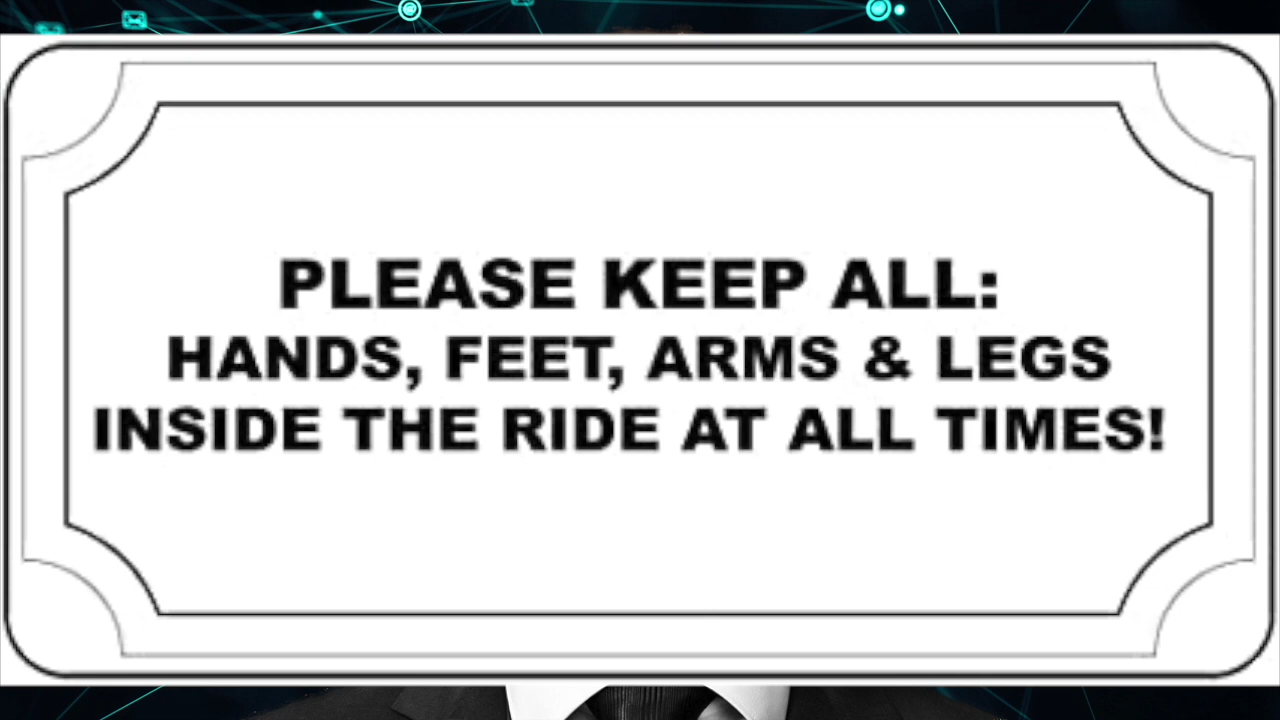 PLEASE KEEP ALL:
HANDS, FEET, ARMS & LEGS
INSIDE THE RIDE AT ALL TIMES!